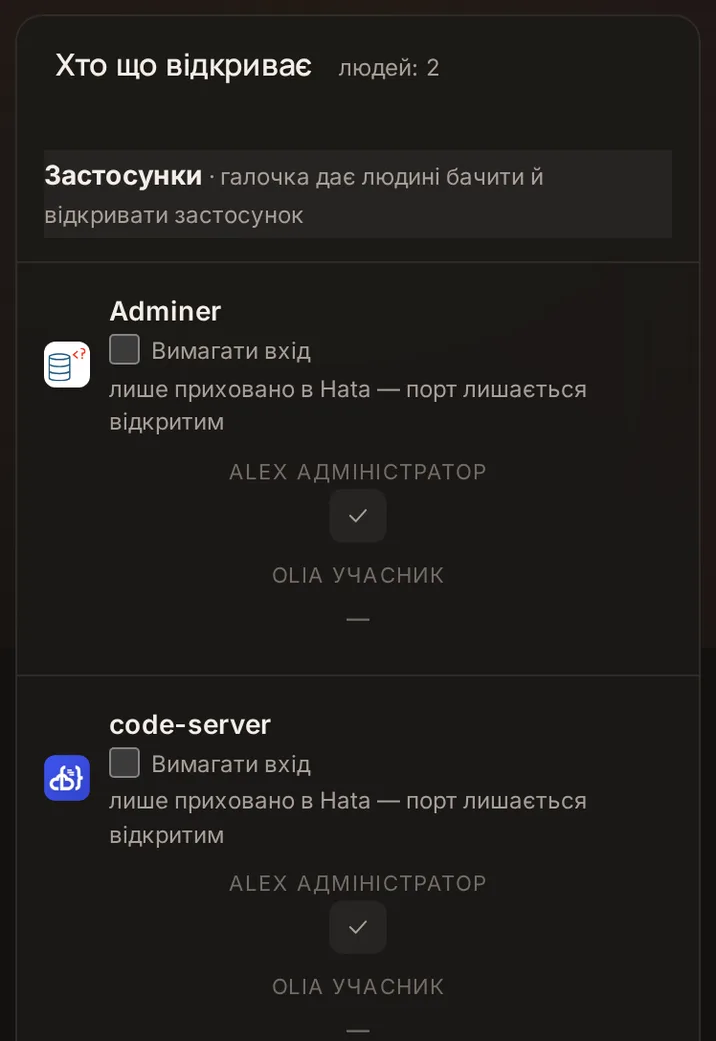 Хто що відкриває людей: 2
Застосунки · галочка дає людині бачити й
відкривати застосунок
Adminer
Вимагати вхід
лише приховано в Hata — порт лишається
відкритим
ALEX АДМІНІСТРАТОР
OLIA УЧАСНИК
—
code-server
Вимагати вхід
лише приховано в Hata — порт лишається
відкритим
ALEX АДМІНІСТРАТОР
OLIA УЧАСНИК
—